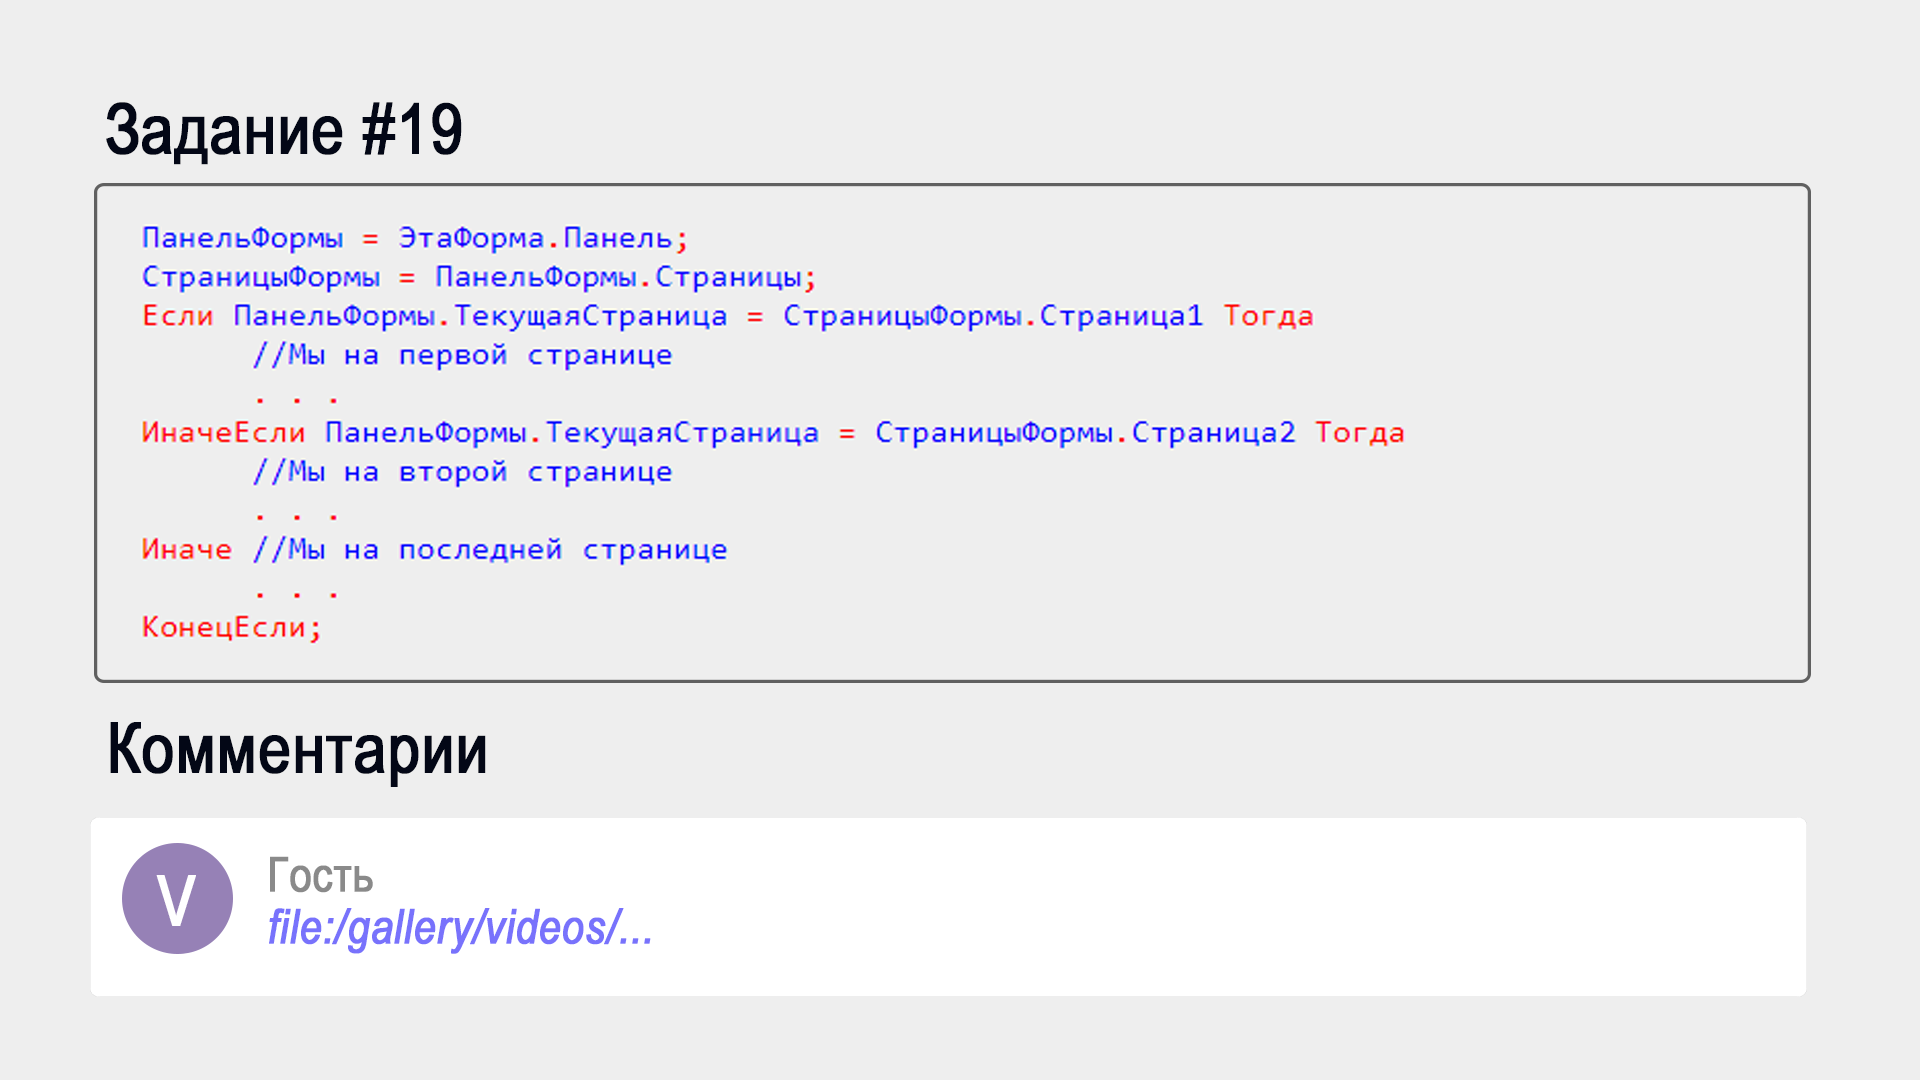 Задание #19
ПанельФормы = ЭтаФорма.Панель;
СтраницыФормы = ПанельФормы.Страницы;
Если ПанельФормы.ТекущаяСтраница = СтраницыФормы.Страница1 Тогда
//Мы на первой странице
. . .
ИначеЕсли ПанельФормы.ТекущаяСтраница = СтраницыФормы.Страница2 Тогда
//Мы на второй странице
. . .
Иначе //Мы на последней странице
. . .
КонецЕсли;
Комментарии
V
Гость
file:/gallery/videos/...